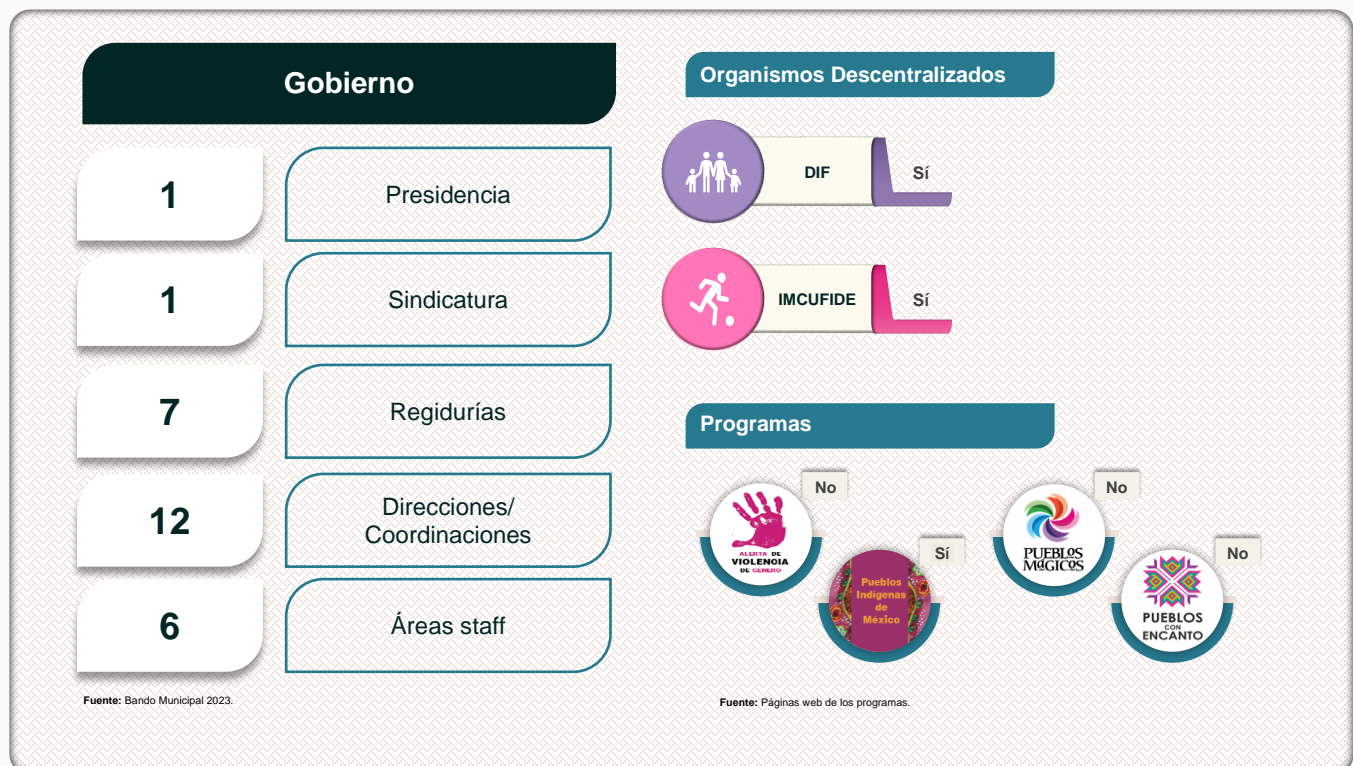 Gobierno
1
Presidencia
1
Sindicatura
7
Regidurías
12
Direcciones/
Coordinaciones
6
Áreas staff
Fuente: Bando Municipal 2023.
Organismos Descentralizados
DIF
Sí
IMCUFIDE
Sí
Programas
No
ALERTA DE
VIOLENCIA
DE GÉNERO
Sí
Pueblos
Indígenas
de
México
No
PUEBLOS
MÁGICOS
No
PUEBLOS
CON
ENCANTO
Fuente: Páginas web de los programas.